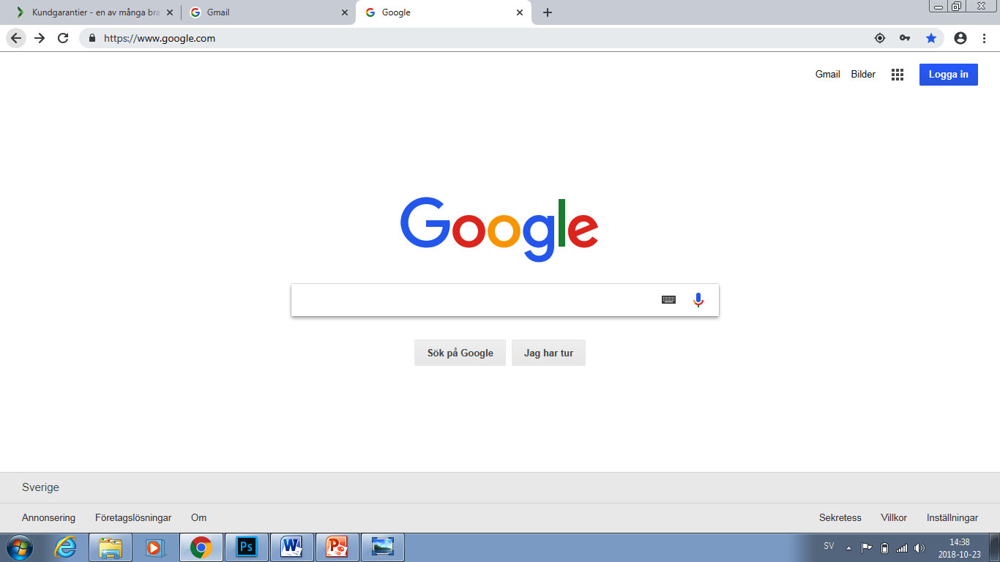 Kundgarantier - en av många bra
Gmail
Google
https://www.google.com
Gmail Bilder Logga in
Google
Sök på Google Jag har tur
Sverige
Annonsering Företagslösningar Om
Sekretess Villkor Inställningar
Ps W P
SV 14:38
2018-10-23